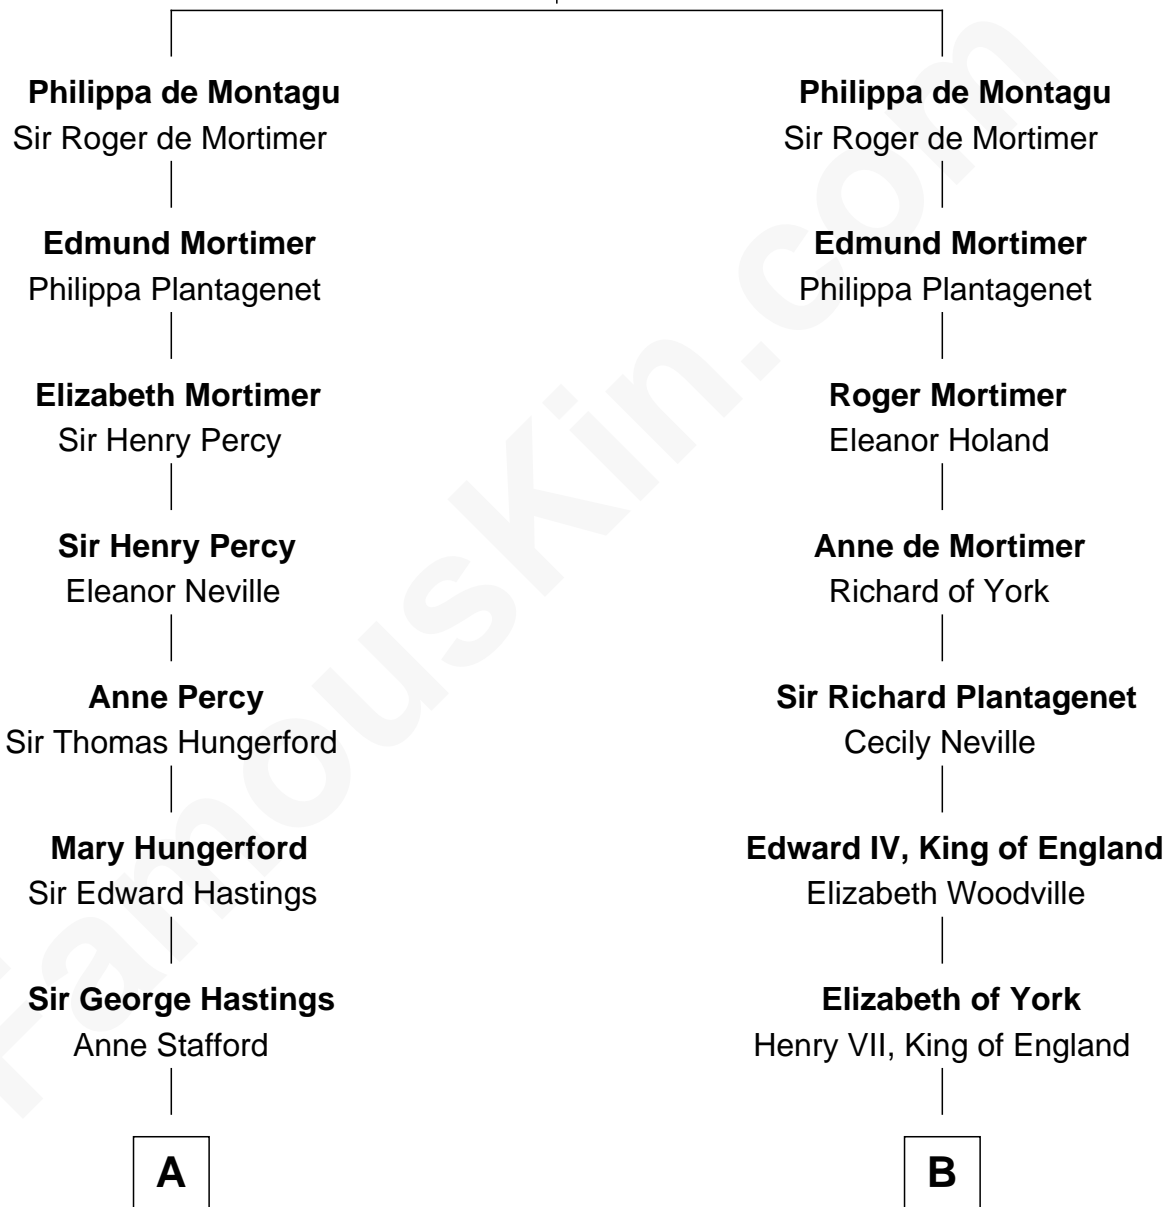 Philippa de Montagu
Sir Roger de Mortimer
Edmund Mortimer
Philippa Plantagenet
Elizabeth Mortimer
Sir Henry Percy
Sir Henry Percy
Eleanor Neville
Anne Percy
Sir Thomas Hungerford
Mary Hungerford
Sir Edward Hastings
Sir George Hastings
Anne Stafford
A
Philippa de Montagu
Sir Roger de Mortimer
Edmund Mortimer
Philippa Plantagenet
Roger Mortimer
Eleanor Holand
Anne de Mortimer
Richard of York
Sir Richard Plantagenet
Cecily Neville
Edward IV, King of England
Elizabeth Woodville
Elizabeth of York
Henry VII, King of England
B
FamousKin.com